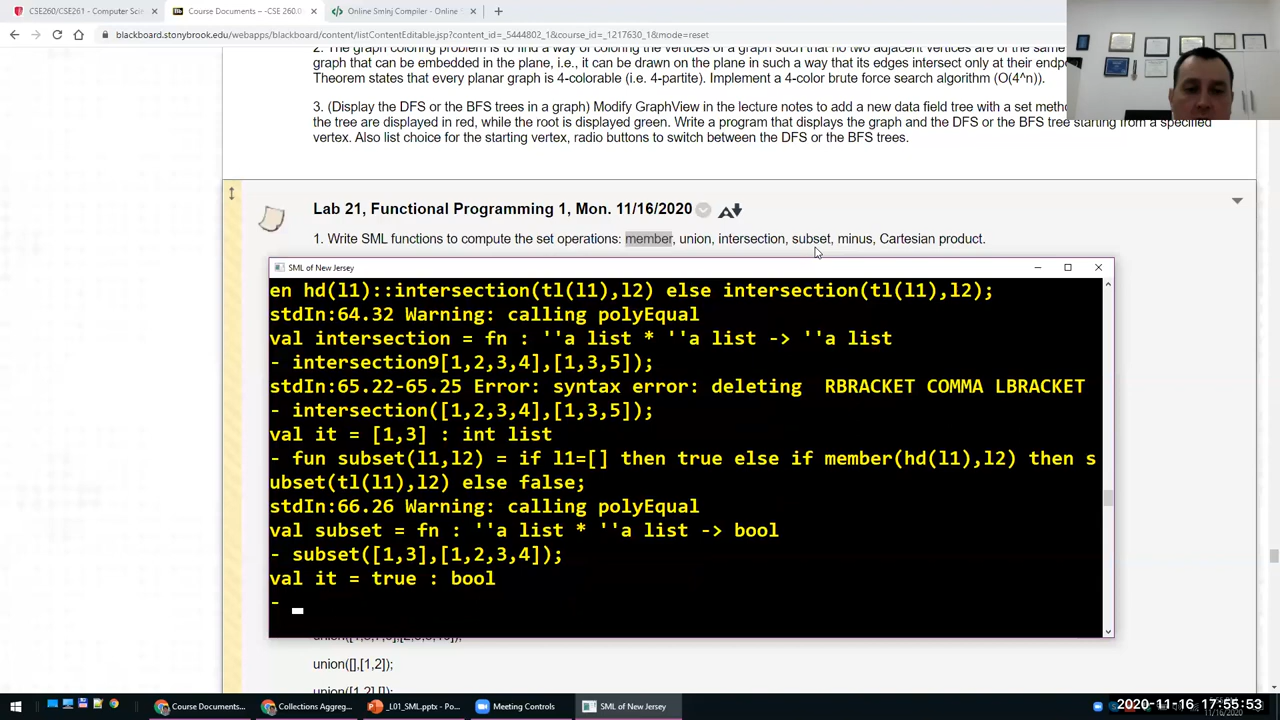 CSE260/CSE261 - Computer Sci
Course Documents – -CSE 260.0
Online Smlnj Compiler - Online S
blackboard.stonybrook.edu/webapps/blackboard/content/listContentEditable.jsp?content_id=_5444802_1&course_id=_1217630_1&mode=reset
2. The graph coloring problem is to find a way of coloring the vertices of a graph such that no two adjacent vertices are of the same
graph that can be embedded in the plane, i.e., it can be drawn on the plane in such a way that its edges intersect only at their endpo
Theorem states that every planar graph is 4-colorable (i.e. 4-partite). Implement a 4-color brute force search algorithm (O(4^n)).
3. (Display the DFS or the BFS trees in a graph) Modify GraphView in the lecture notes to add a new data field tree with a set meth
the tree are displayed in red, while the root is displayed green. Write a program that displays the graph and the DFS or the BFS tree starting from a specified
vertex. Also list choice for the starting vertex, radio buttons to switch between the DFS or the BFS trees.
Lab 21, Functional Programming 1, Mon. 11/16/2020
1. Write SML functions to compute the set operations: member, union, intersection, subset, minus, Cartesian product.
SML of New Jersey
en hd(l1)::intersection(tl(l1),l2) else intersection(tl(l1),l2);
stdIn:64.32 Warning: calling polyEqual
val intersection = fn : ''a list * ''a list -> ''a list
- intersection9[1,2,3,4],[1,3,5]);
stdIn:65.22-65.25 Error: syntax error: deleting  RBRACKET COMMA LBRACKET
- intersection([1,2,3,4],[1,3,5]);
val it = [1,3] : int list
- fun subset(l1,l2) = if l1=[] then true else if member(hd(l1),l2) then s
ubset(tl(l1),l2) else false;
stdIn:66.26 Warning: calling polyEqual
val subset = fn : ''a list * ''a list -> bool
- subset([1,3],[1,2,3,4]);
val it = true : bool
-
union([],[1,2]);
union([1,2],[]);
Course Documents...
Collections Aggreg...
_L01_SML.pptx - Po...
Meeting Controls
SML of New Jersey
2020-11-16 17:55:53